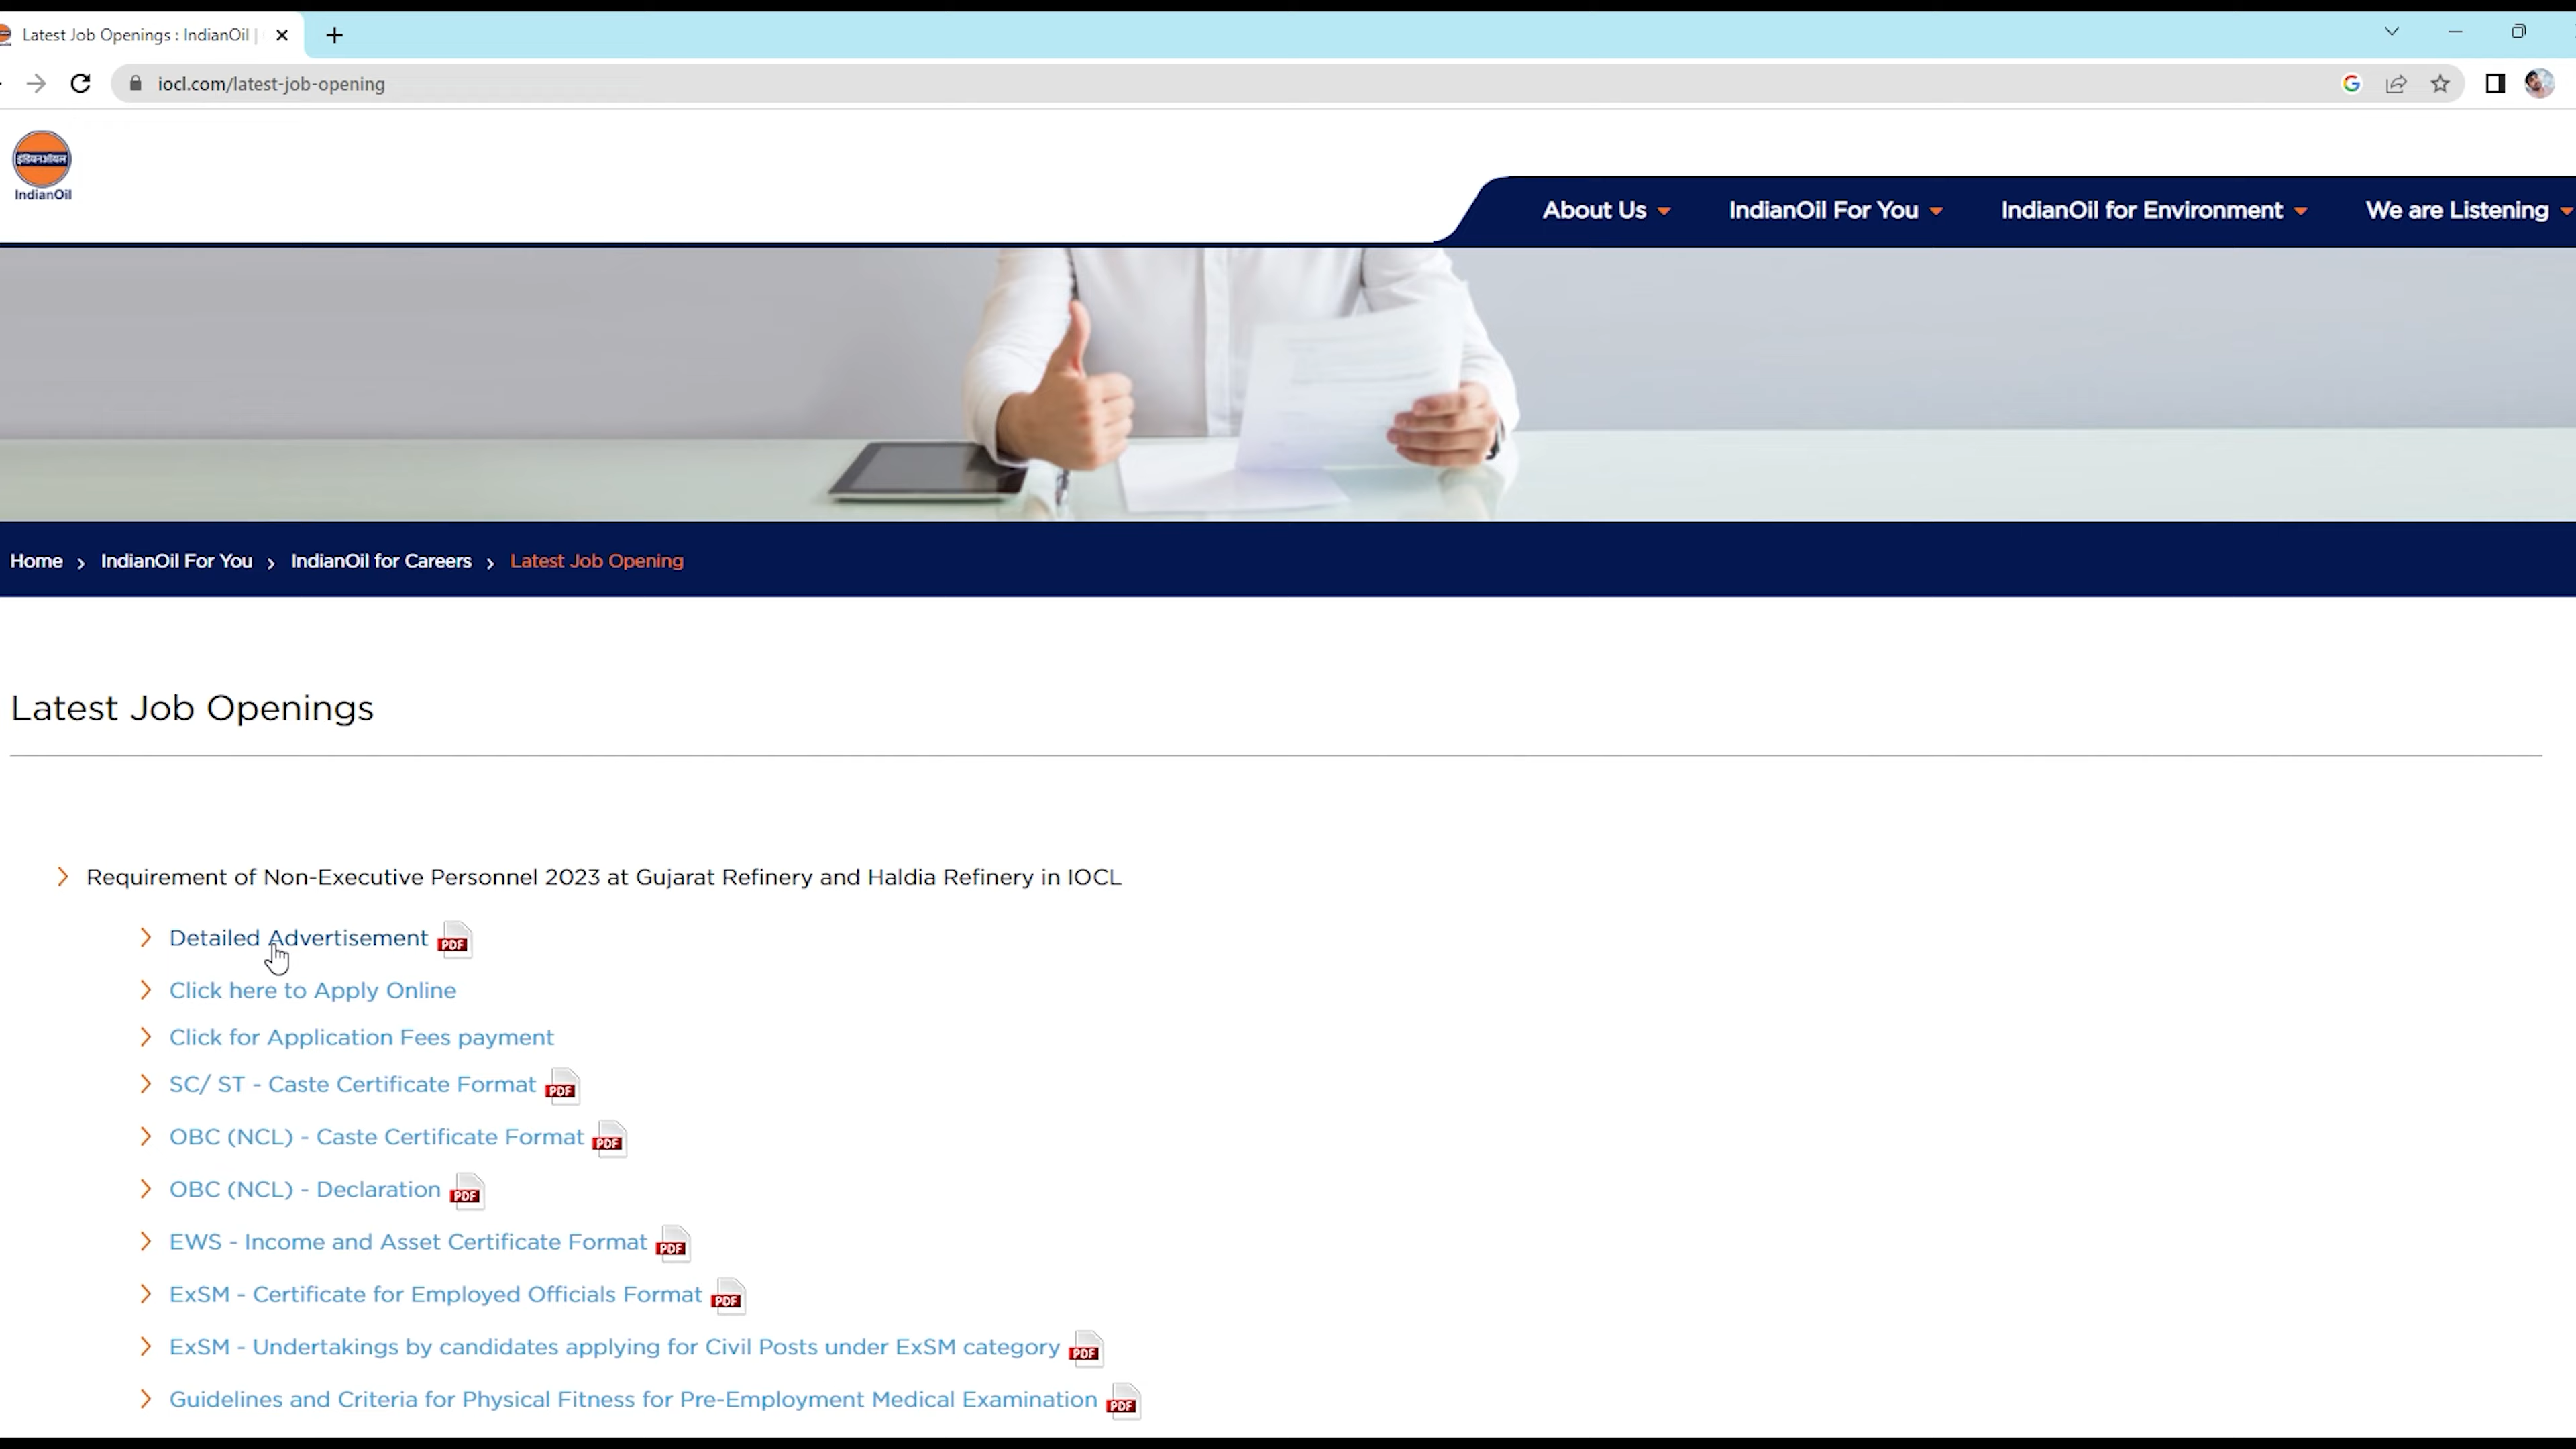 Latest Job Openings : IndianOil |
iocl.com/latest-job-opening
इंडियनऑयल
IndianOil
About Us
IndianOil For You
IndianOil for Environment
We are Listening
Home > IndianOil For You > IndianOil for Careers > Latest Job Opening
Latest Job Openings
Requirement of Non-Executive Personnel 2023 at Gujarat Refinery and Haldia Refinery in IOCL
Detailed Advertisement PDF
Click here to Apply Online
Click for Application Fees payment
SC/ ST - Caste Certificate Format PDF
OBC (NCL) - Caste Certificate Format PDF
OBC (NCL) - Declaration PDF
EWS - Income and Asset Certificate Format PDF
ExSM - Certificate for Employed Officials Format PDF
ExSM - Undertakings by candidates applying for Civil Posts under ExSM category PDF
Guidelines and Criteria for Physical Fitness for Pre-Employment Medical Examination PDF